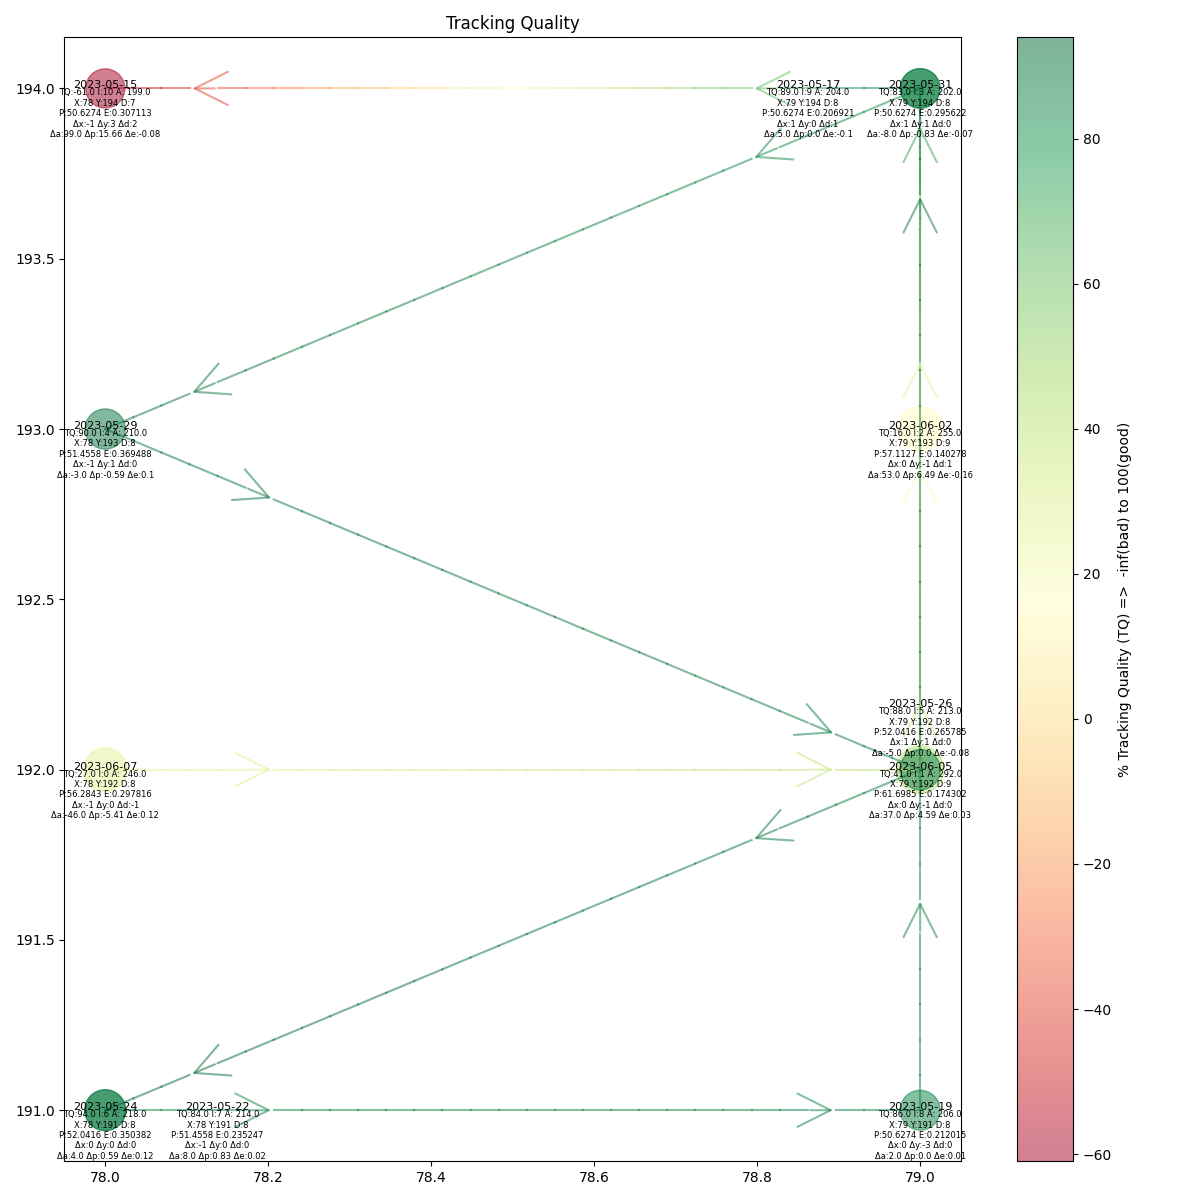 Tracking Quality
194.0
193.5
193.0
192.5
192.0
191.5
191.0
78.0
78.2
78.4
78.6
78.8
79.0
2023-05-15
TQ:-61.0 I:10 A: 199.0
X:78 Y:194 D:7
P:50.6274 E:0.307113
Δx:-1 Δy:3 Δd:2
Δa:99.0 Δp:15.66 Δe:-0.08
2023-05-17
TQ:89.0 I:9 A: 204.0
X:79 Y:194 D:8
P:50.6274 E:0.206921
Δx:1 Δy:0 Δd:1
Δa:5.0 Δp:0.0 Δe:-0.1
2023-05-31
TQ:83.0 I:3 A: 202.0
X:79 Y:194 D:8
P:50.6274 E:0.295622
Δx:1 Δy:1 Δd:0
Δa:-8.0 Δp:-0.83 Δe:-0.07
2023-05-29
TQ:90.0 I:4 A: 210.0
X:78 Y:193 D:8
P:51.4558 E:0.369488
Δx:-1 Δy:1 Δd:0
Δa:-3.0 Δp:-0.59 Δe:0.1
2023-06-02
TQ:16.0 I:2 A: 255.0
X:79 Y:193 D:9
P:57.1127 E:0.140278
Δx:0 Δy:-1 Δd:1
Δa:53.0 Δp:6.49 Δe:-0.16
2023-05-26
TQ:88.0 I:5 A: 213.0
X:79 Y:192 D:8
P:52.0416 E:0.265785
Δx:1 Δy:1 Δd:0
Δa:-5.0 Δp:0.0 Δe:-0.08
2023-06-07
TQ:27.0 I:0 A: 246.0
X:78 Y:192 D:8
P:56.2843 E:0.297816
Δx:-1 Δy:0 Δd:-1
Δa:-46.0 Δp:-5.41 Δe:0.12
2023-06-05
TQ:41.0 I:1 A: 292.0
X:79 Y:192 D:9
P:61.6985 E:0.174302
Δx:0 Δy:-1 Δd:0
Δa:37.0 Δp:4.59 Δe:0.03
2023-05-24
TQ:94.0 I:6 A: 218.0
X:78 Y:191 D:8
P:52.0416 E:0.350382
Δx:0 Δy:0 Δd:0
Δa:4.0 Δp:0.59 Δe:0.12
2023-05-22
TQ:84.0 I:7 A: 214.0
X:78 Y:191 D:8
P:51.4558 E:0.235247
Δx:-1 Δy:0 Δd:0
Δa:8.0 Δp:0.83 Δe:0.02
2023-05-19
TQ:86.0 I:8 A: 206.0
X:79 Y:191 D:8
P:50.6274 E:0.212015
Δx:0 Δy:-3 Δd:0
Δa:2.0 Δp:0.0 Δe:0.01
80
60
40
20
0
−20
−40
−60
% Tracking Quality (TQ) => -inf(bad) to 100(good)